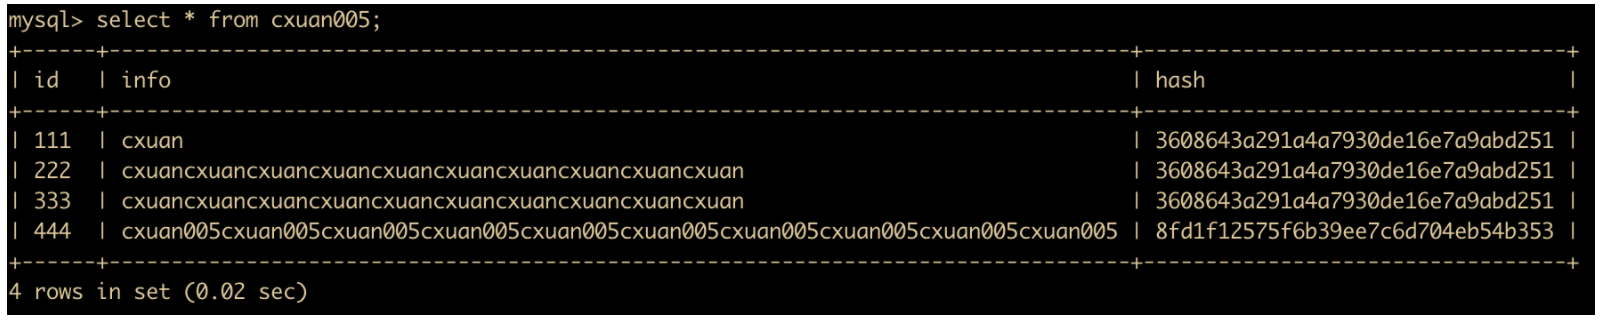 mysql> select * from cxuan005;
+------+----------------------------------------------------------------------------------+----------------------------------+
| id   | info                                                                             | hash                             |
+------+----------------------------------------------------------------------------------+----------------------------------+
| 111  | cxuan                                                                            | 3608643a291a4a7930de16e7a9abd251 |
| 222  | cxuancxuancxuancxuancxuancxuancxuancxuancxuancxuan                               | 3608643a291a4a7930de16e7a9abd251 |
| 333  | cxuancxuancxuancxuancxuancxuancxuancxuancxuancxuan                               | 3608643a291a4a7930de16e7a9abd251 |
| 444  | cxuan005cxuan005cxuan005cxuan005cxuan005cxuan005cxuan005cxuan005cxuan005cxuan005 | 8fd1f12575f6b39ee7c6d704eb54b353 |
+------+----------------------------------------------------------------------------------+----------------------------------+
4 rows in set (0.02 sec)